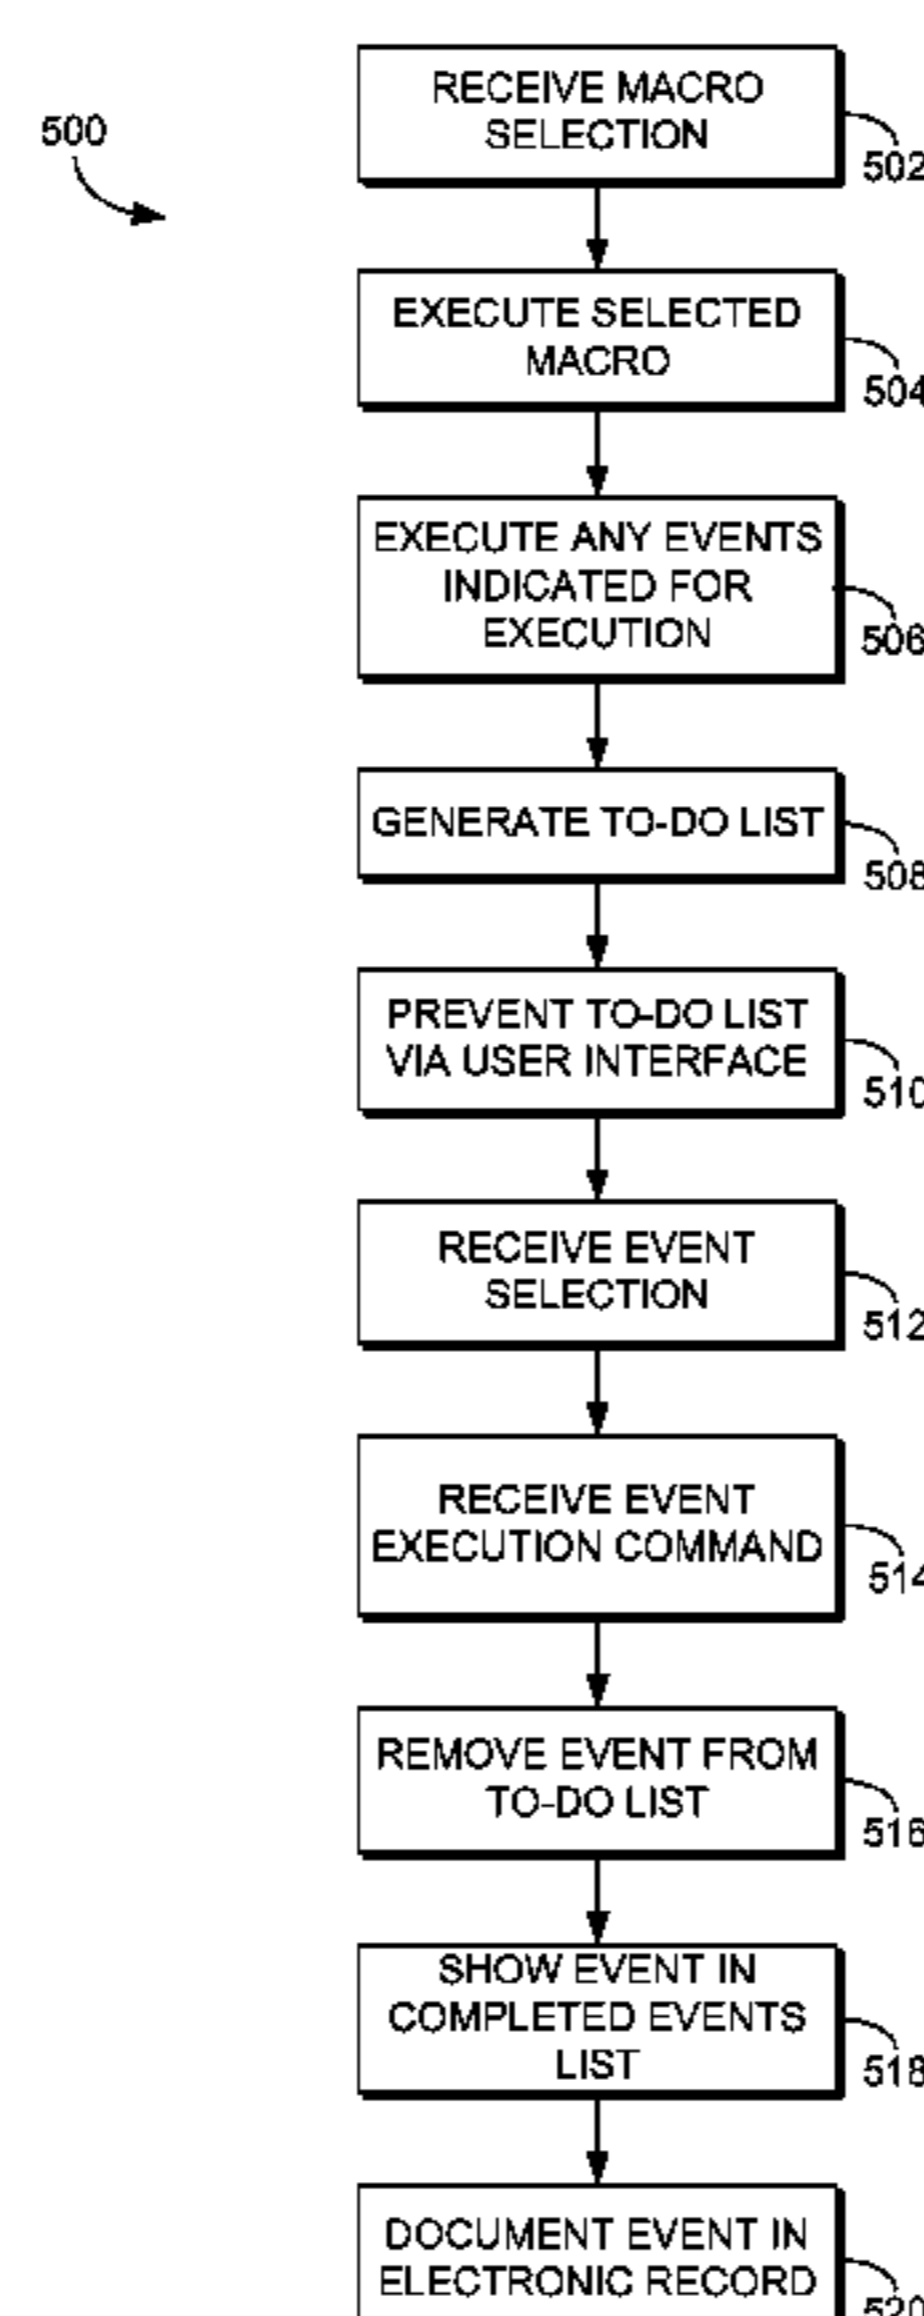 500
RECEIVE MACRO
SELECTION
502
EXECUTE SELECTED
MACRO
504
EXECUTE ANY EVENTS
INDICATED FOR
EXECUTION
506
GENERATE TO-DO LIST
508
PREVENT TO-DO LIST
VIA USER INTERFACE
510
RECEIVE EVENT
SELECTION
512
RECEIVE EVENT
EXECUTION COMMAND
514
REMOVE EVENT FROM
TO-DO LIST
516
SHOW EVENT IN
COMPLETED EVENTS
LIST
518
DOCUMENT EVENT IN
ELECTRONIC RECORD
520